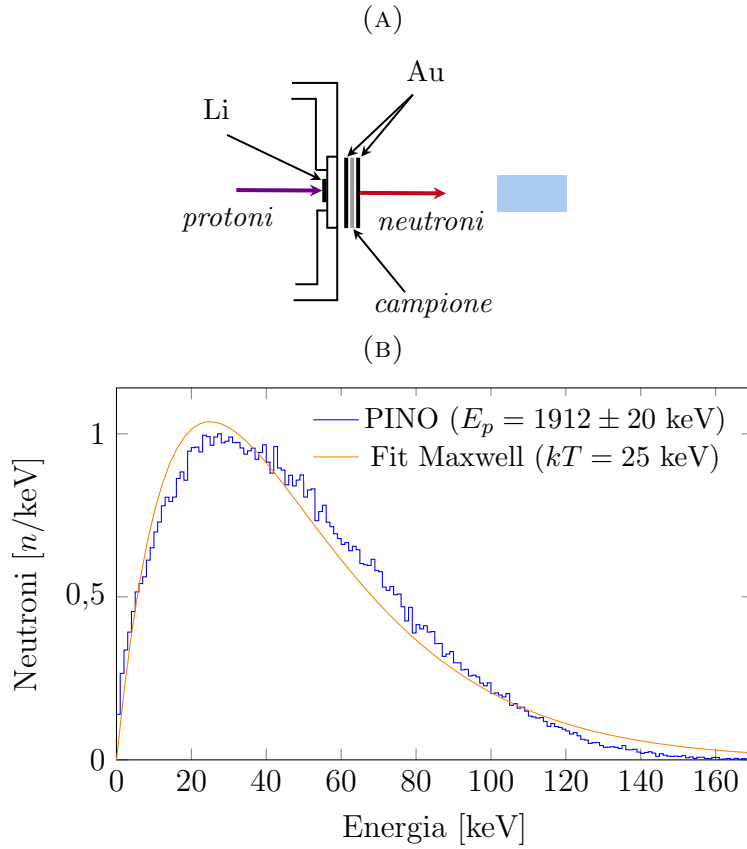 (A)
Au
Li
protoni
neutroni
campione
(B)
PINO (E_p = 1912 ± 20 keV)
Fit Maxwell (kT = 25 keV)
Neutroni [n/keV]
1
0,5
0
0 20 40 60 80 100 120 140 160
Energia [keV]